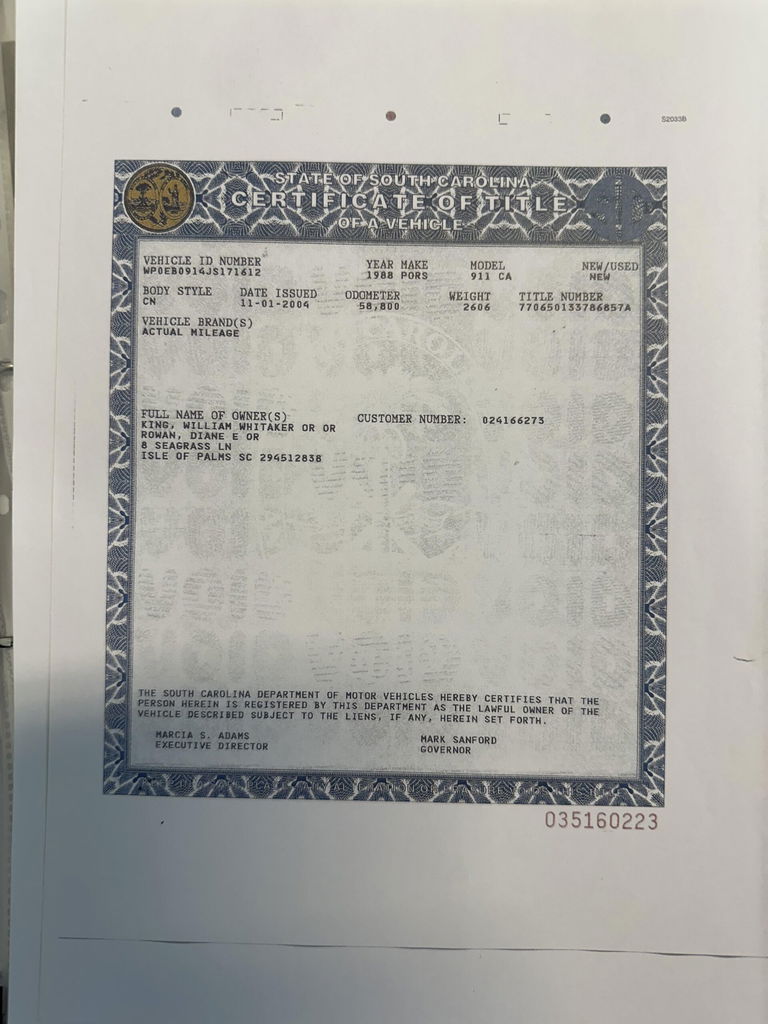 S2033B
STATE OF SOUTH CAROLINA
CERTIFICATE OF TITLE
OF A VEHICLE
VEHICLE ID NUMBER YEAR MAKE MODEL NEW/USED
WP0EB0914JS171612 1988 PORS 911 CA NEW
BODY STYLE DATE ISSUED ODOMETER WEIGHT TITLE NUMBER
CN 11-01-2004 58,800 2606 770650133786857A
VEHICLE BRAND(S)
ACTUAL MILEAGE
FULL NAME OF OWNER(S) CUSTOMER NUMBER: 024166273
KING, WILLIAM WHITAKER OR OR
ROWAN, DIANE E OR
8 SEAGRASS LN
ISLE OF PALMS SC 294512838
THE SOUTH CAROLINA DEPARTMENT OF MOTOR VEHICLES HEREBY CERTIFIES THAT THE
PERSON HEREIN IS REGISTERED BY THIS DEPARTMENT AS THE LAWFUL OWNER OF THE
VEHICLE DESCRIBED SUBJECT TO THE LIENS, IF ANY, HEREIN SET FORTH.
MARCIA S. ADAMS MARK SANFORD
EXECUTIVE DIRECTOR GOVERNOR
035160223